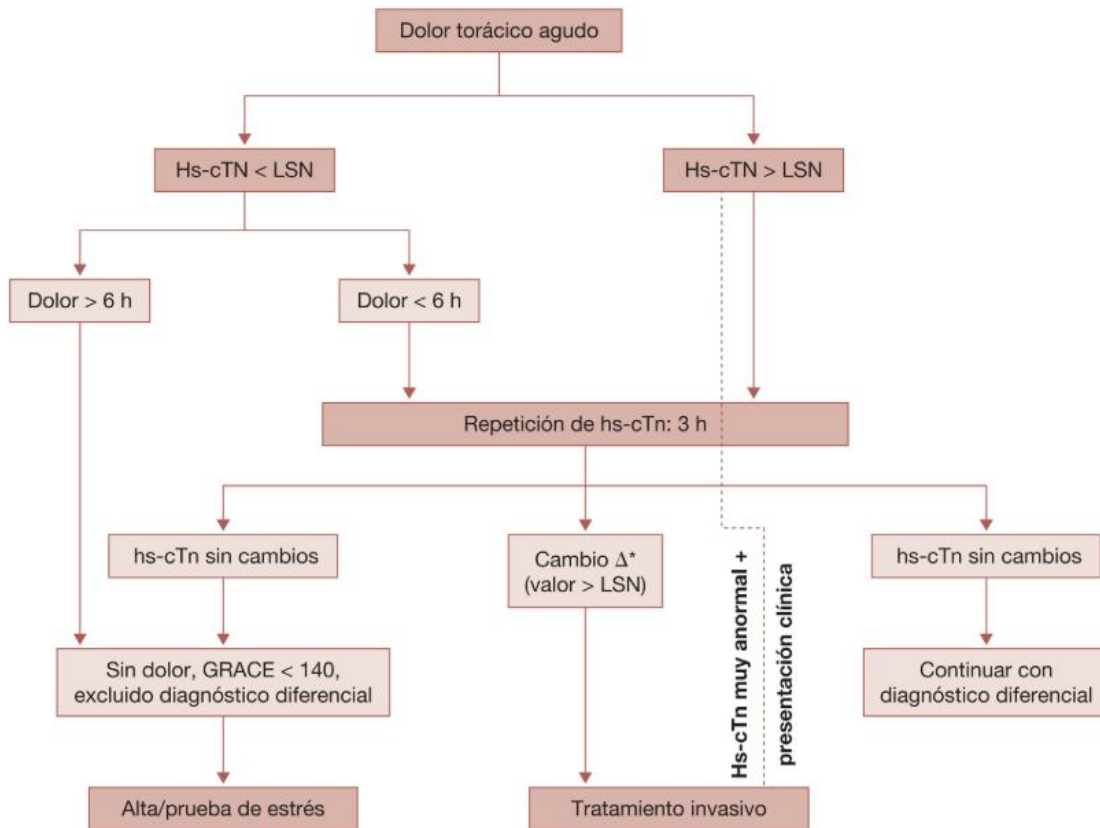 Dolor torácico agudo
Hs-cTN < LSN
Hs-cTN > LSN
Dolor > 6 h
Dolor < 6 h
Repetición de hs-cTn: 3 h
hs-cTn sin cambios
Cambio Δ*
(valor > LSN)
Hs-cTn muy anormal +
presentación clínica
hs-cTn sin cambios
Sin dolor, GRACE < 140,
excluido diagnóstico diferencial
Continuar con
diagnóstico diferencial
Alta/prueba de estrés
Tratamiento invasivo